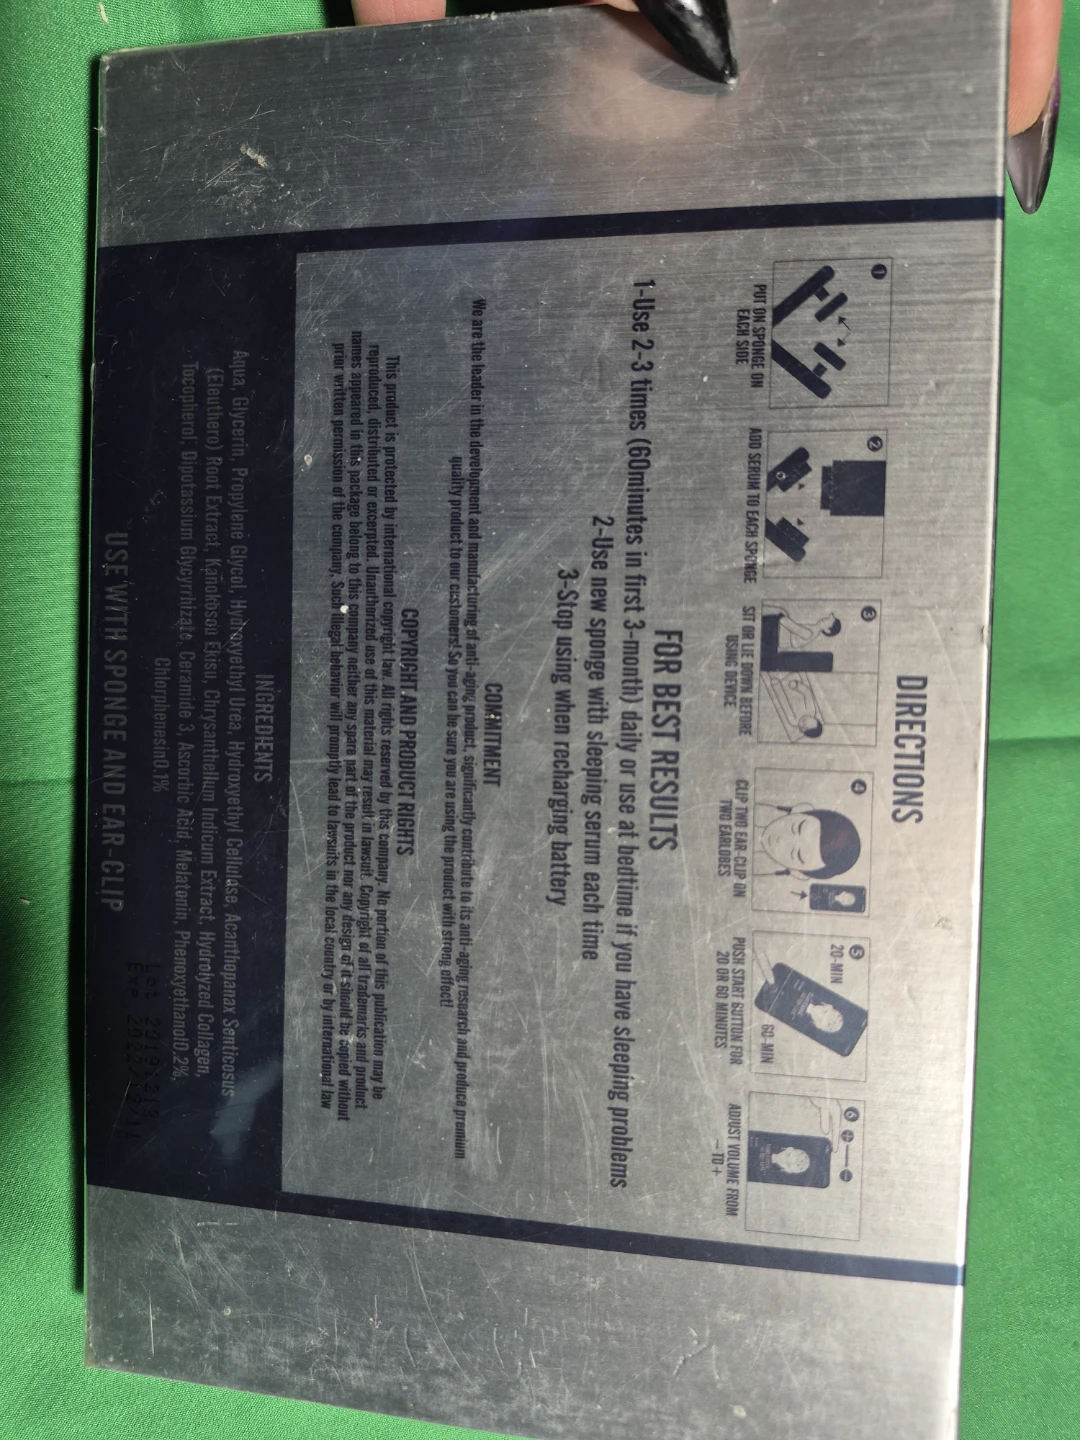 DIRECTIONS
1
PUT ON SPONGE ON
EACH SIDE
2
ADD SERUM TO EACH SPONGE
3
SIT OR LIE DOWN BEFORE
USING DEVICE
4
CLIP TWO EAR-CLIP ON
TWO EARLOBES
5
20-MIN
60-MIN
PUSH START BUTTON FOR
20 OR 60 MINUTES
6
ADJUST VOLUME FROM
- TO +
FOR BEST RESULTS
1-Use 2-3 times (60minutes in first 3-month) daily or use at bedtime if you have sleeping problems
2-Use new sponge with sleeping serum each time
3-Stop using when recharging battery
COMMITMENT
We are the leader in the development and manufacturing of anti-aging product, significantly contribute to its anti-aging research and produce premium
quality product to our customers! So you can be sure you are using the product with strong effect!
COPYRIGHT AND PRODUCT RIGHTS
This product is protected by international copyright law. All rights reserved by this company. No portion of this publication may be
reproduced, distributed or excerpted. Unauthorized use of this material may result in lawsuit. Copyright of all trademarks and product
names appeared in this package belong to this company neither any spare part of the product nor any design of it should be copied without
prior written permission of the company. Such illegal behavior will promptly lead to lawsuits in the local country or by international law
INGREDIENTS
Aqua, Glycerin, Propylene Glycol, Hydroxyethyl Urea, Hydroxyethyl Cellulose, Acanthopanax Senticosus
(Eleuthero) Root Extract, Kanokosou Ekisu, Chrysanthellum Indicum Extract, Hydrolyzed Collagen,
Tocopherol, Dipotassium Glycyrrhizate, Ceramide 3, Ascorbic Acid, Melatonin, Phenoxyethanol0.2%,
Chlorphenesin0.1%
USE WITH SPONGE AND EAR-CLIP
Lot
Exp